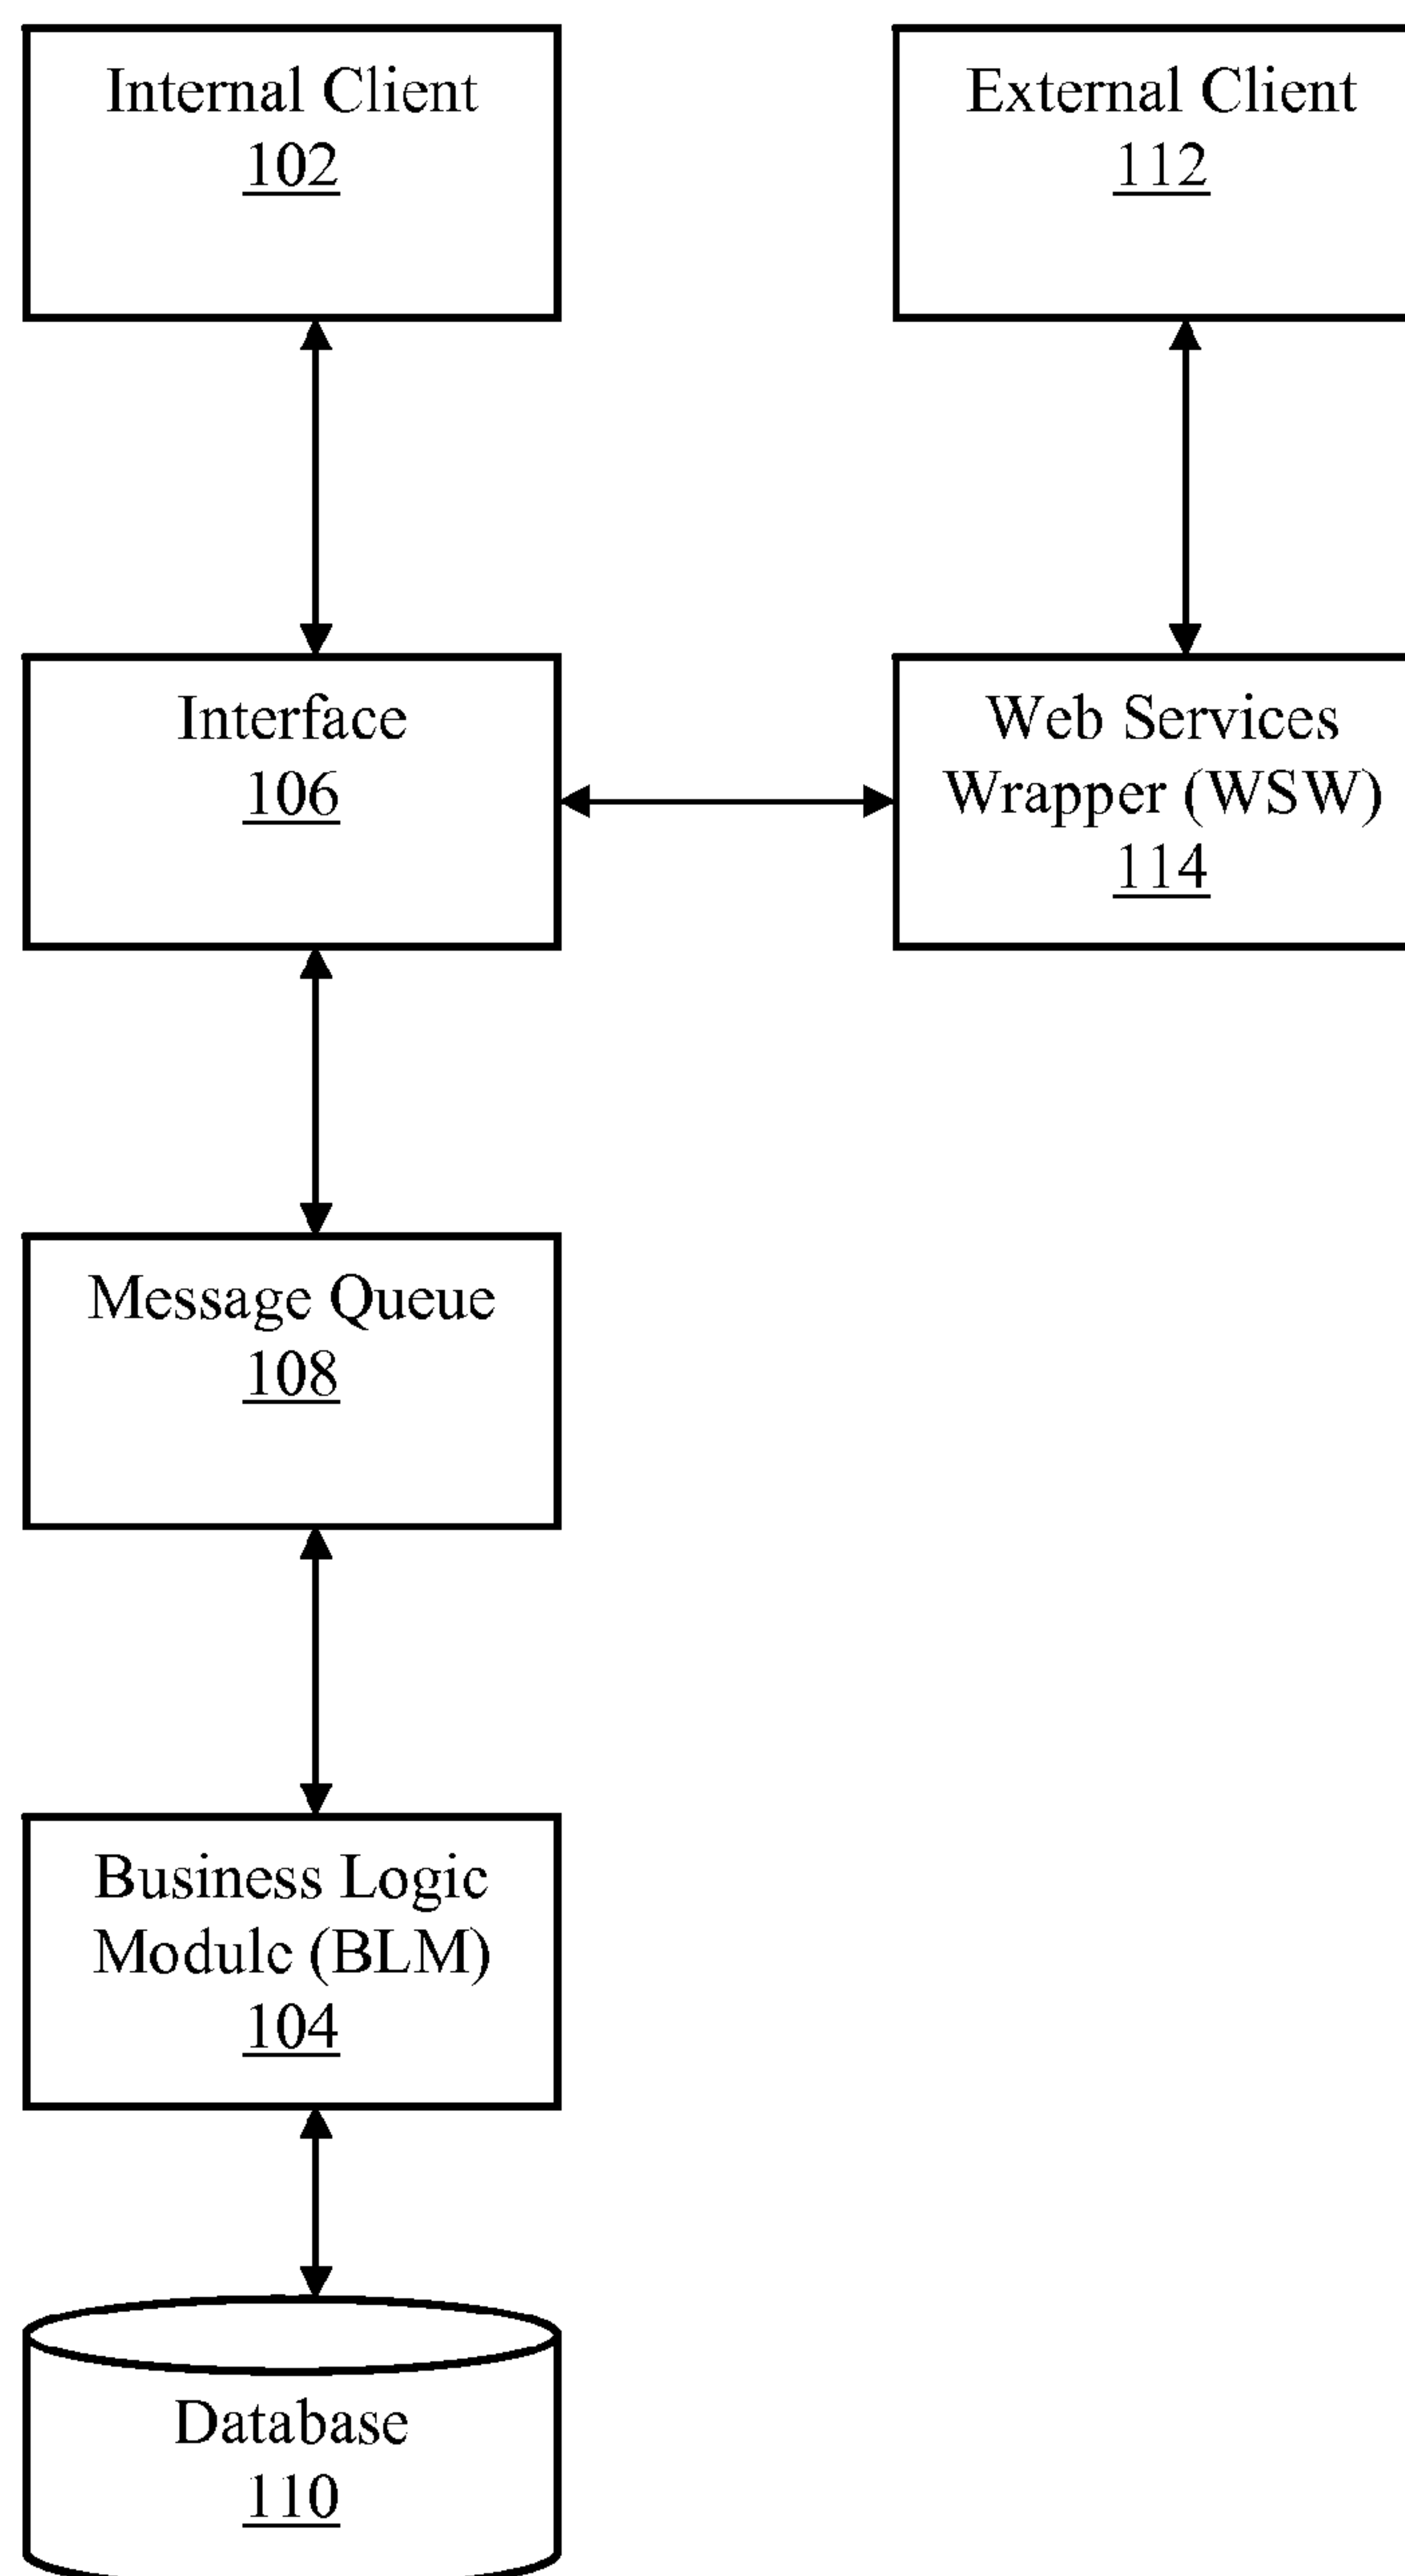 Internal Client
102
External Client
112
Interface
106
Web Services
Wrapper (WSW)
114
Message Queue
108
Business Logic
Module (BLM)
104
Database
110